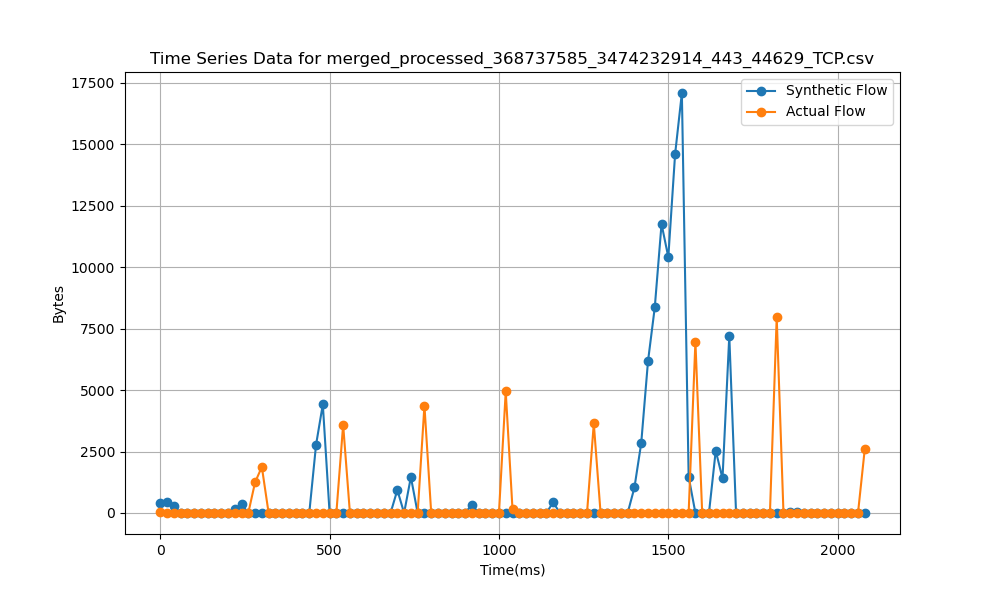 Time Series Data for merged_processed_368737585_3474232914_443_44629_TCP.csv
Synthetic Flow
Actual Flow
17500
15000
12500
10000
7500
5000
2500
0
Bytes
0 500 1000 1500 2000
Time(ms)